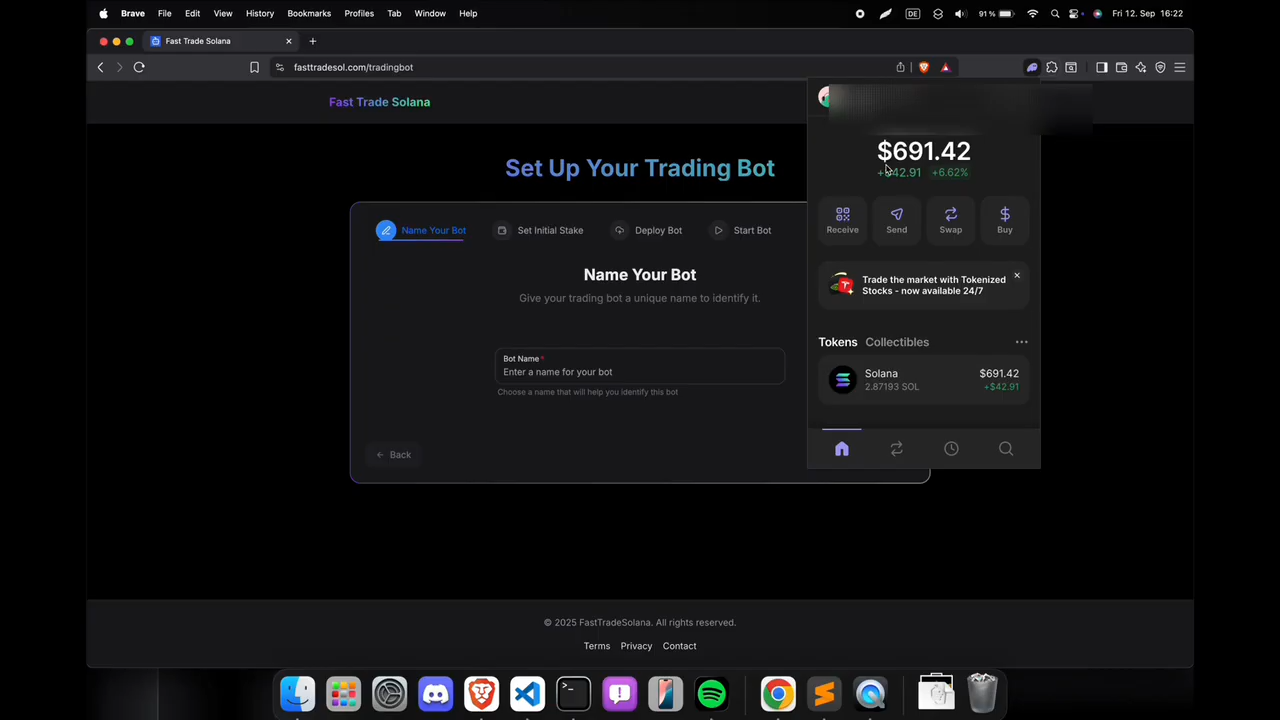 Brave File Edit View History Bookmarks Profiles Tab Window Help DE 91 % Fri 12. Sep 16:22
Fast Trade Solana
fasttradesol.com/tradingbot
Fast Trade Solana
Set Up Your Trading Bot
Name Your Bot Set Initial Stake Deploy Bot Start Bot
Name Your Bot
Give your trading bot a unique name to identify it.
Bot Name *
Enter a name for your bot
Choose a name that will help you identify this bot
← Back
$691.42
+$42.91 +6.62%
Receive Send Swap Buy
Trade the market with Tokenized
Stocks - now available 24/7
Tokens Collectibles
Solana $691.42
2.87193 SOL +$42.91
© 2025 FastTradeSolana. All rights reserved.
Terms Privacy Contact